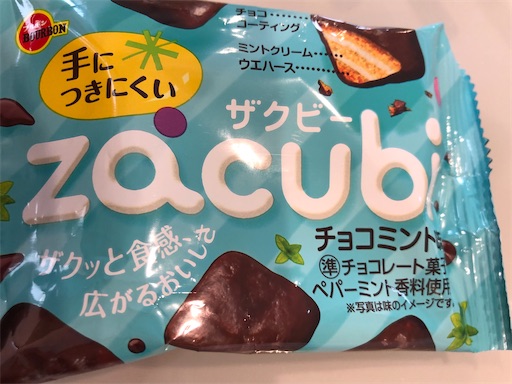 BOURBON
手に
つきにくい
チョコ
コーティング
ミントクリーム
ウエハース
ザクビー
zacubi
ザクッと食感、
広がるおいしさ
チョコミント
準チョコレート菓子
ペパーミント香料使用
※写真は味のイメージです。